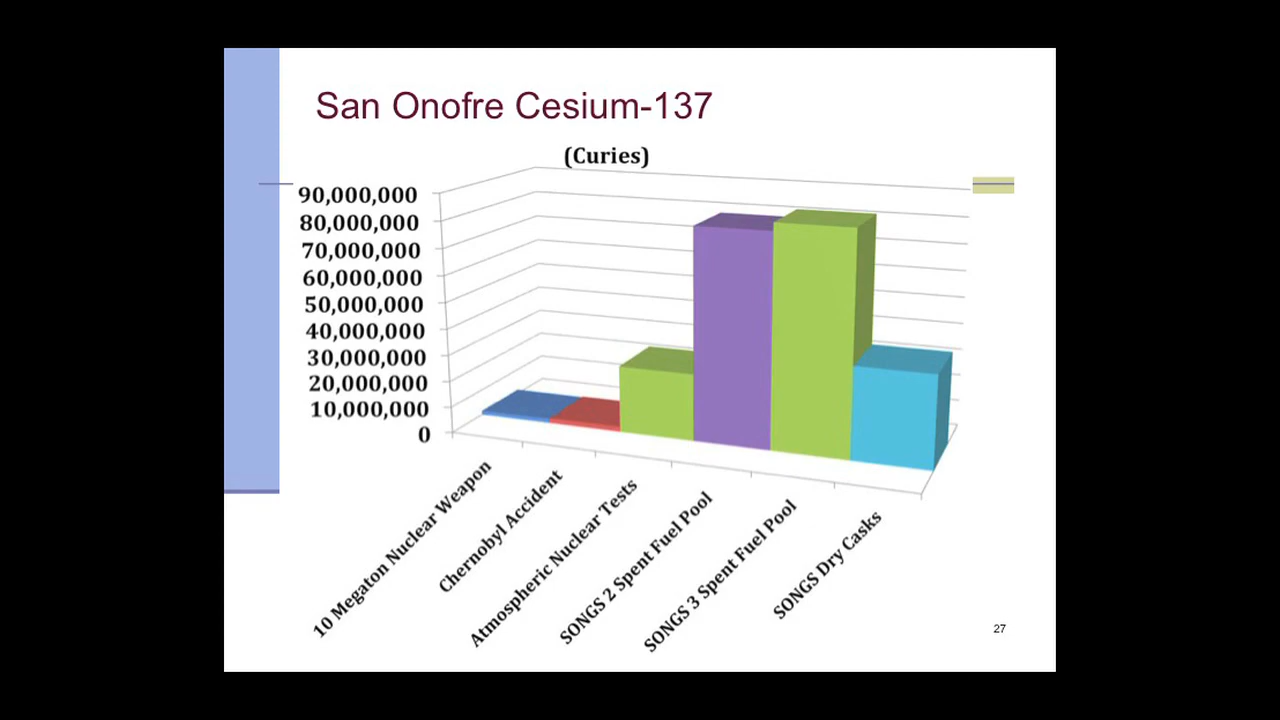 San Onofre Cesium-137
(Curies)
90,000,000
80,000,000
70,000,000
60,000,000
50,000,000
40,000,000
30,000,000
20,000,000
10,000,000
0
10 Megaton Nuclear Weapon
Chernobyl Accident
Atmospheric Nuclear Tests
SONGS 2 Spent Fuel Pool
SONGS 3 Spent Fuel Pool
SONGS Dry Casks
27